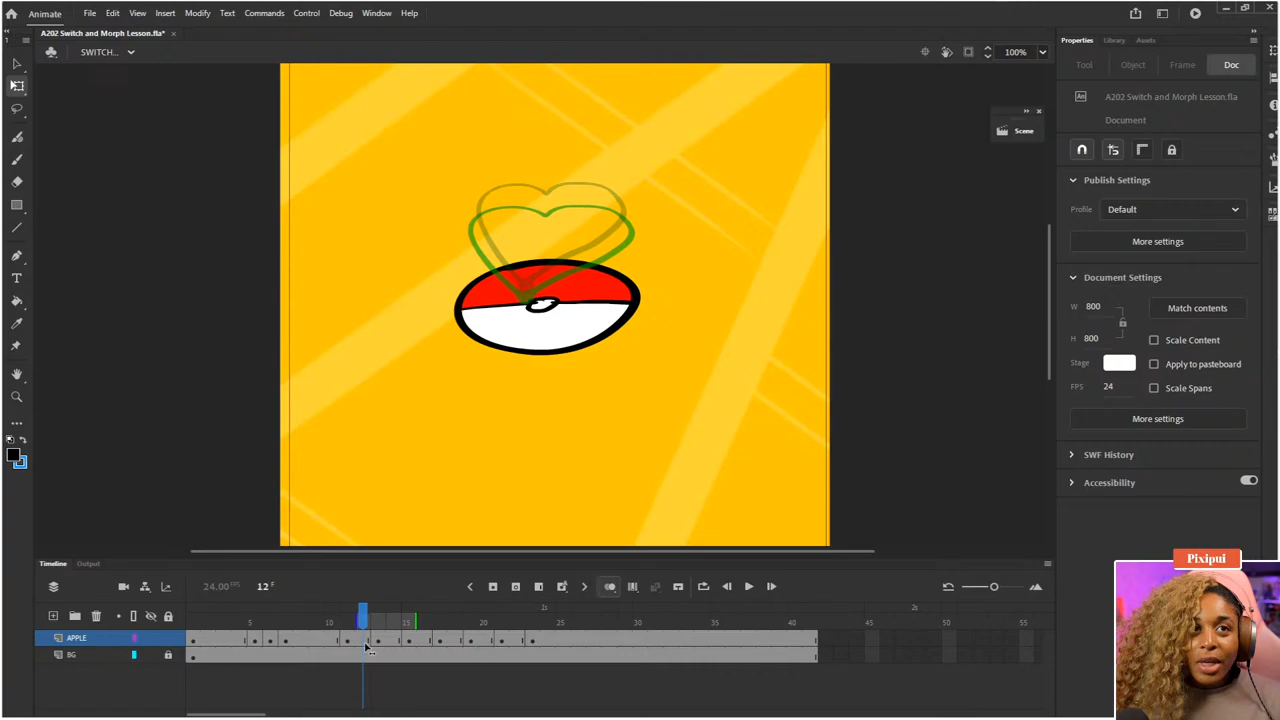 Animate File Edit View Insert Modify Text Commands Control Debug Window Help
A202 Switch and Morph Lesson.fla* ×
SWITCH...
100%
Scene
Properties Library Assets
Tool Object Frame Doc
An A202 Switch and Morph Lesson.fla
Document
Publish Settings
Profile Default
More settings
Document Settings
W 800 Match contents
H 800 Scale Content
Stage Apply to pasteboard
FPS 24 Scale Spans
More settings
SWF History
Accessibility
Timeline Output
24.00 FPS 12 F
1s 2s
5 10 15 20 25 30 35 40 45 50 55
APPLE
BG
Pixipui